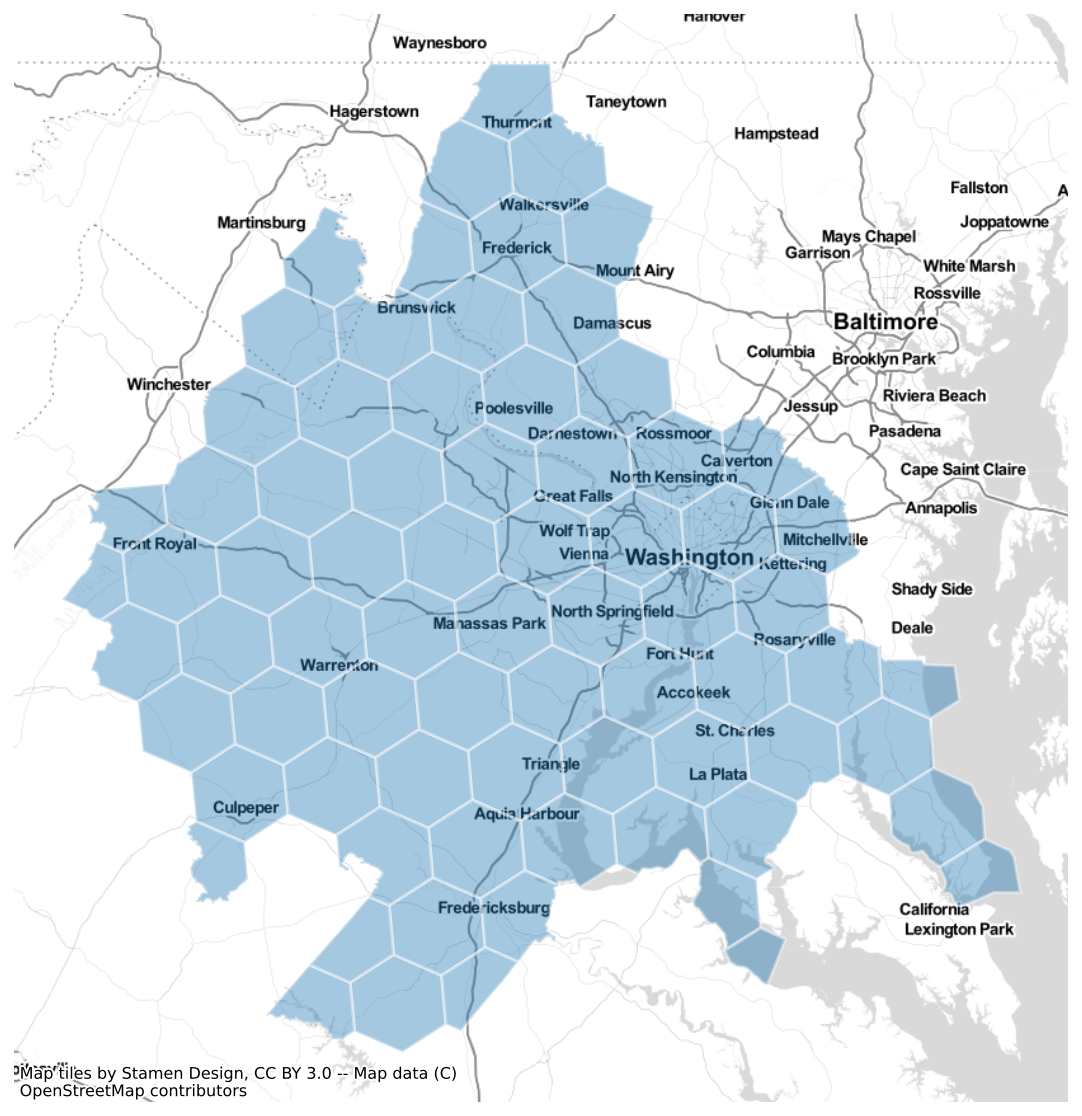 Hanover
Waynesboro
Taneytown
Hagerstown
Thurmont
Hampstead
Fallston
A
Walkersville
Martinsburg
Joppatowne
Mays Chapel
Frederick
Garrison
White Marsh
Mount Airy
Rossville
Brunswick
Damascus
Baltimore
Columbia
Brooklyn Park
Winchester
Riviera Beach
Poolesville
Jessup
Darnestown
Rossmoor
Pasadena
Calverton
Cape Saint Claire
North Kensington
Great Falls
Glenn Dale
Annapolis
Wolf Trap
Mitchellville
Front Royal
Vienna
Washington
Kettering
Shady Side
North Springfield
Manassas Park
Deale
Rosaryville
Fort Hunt
Warrenton
Accokeek
St. Charles
Triangle
La Plata
Culpeper
Aquia Harbour
Fredericksburg
California
Lexington Park
Map tiles by Stamen Design, CC BY 3.0 -- Map data (C)
OpenStreetMap contributors